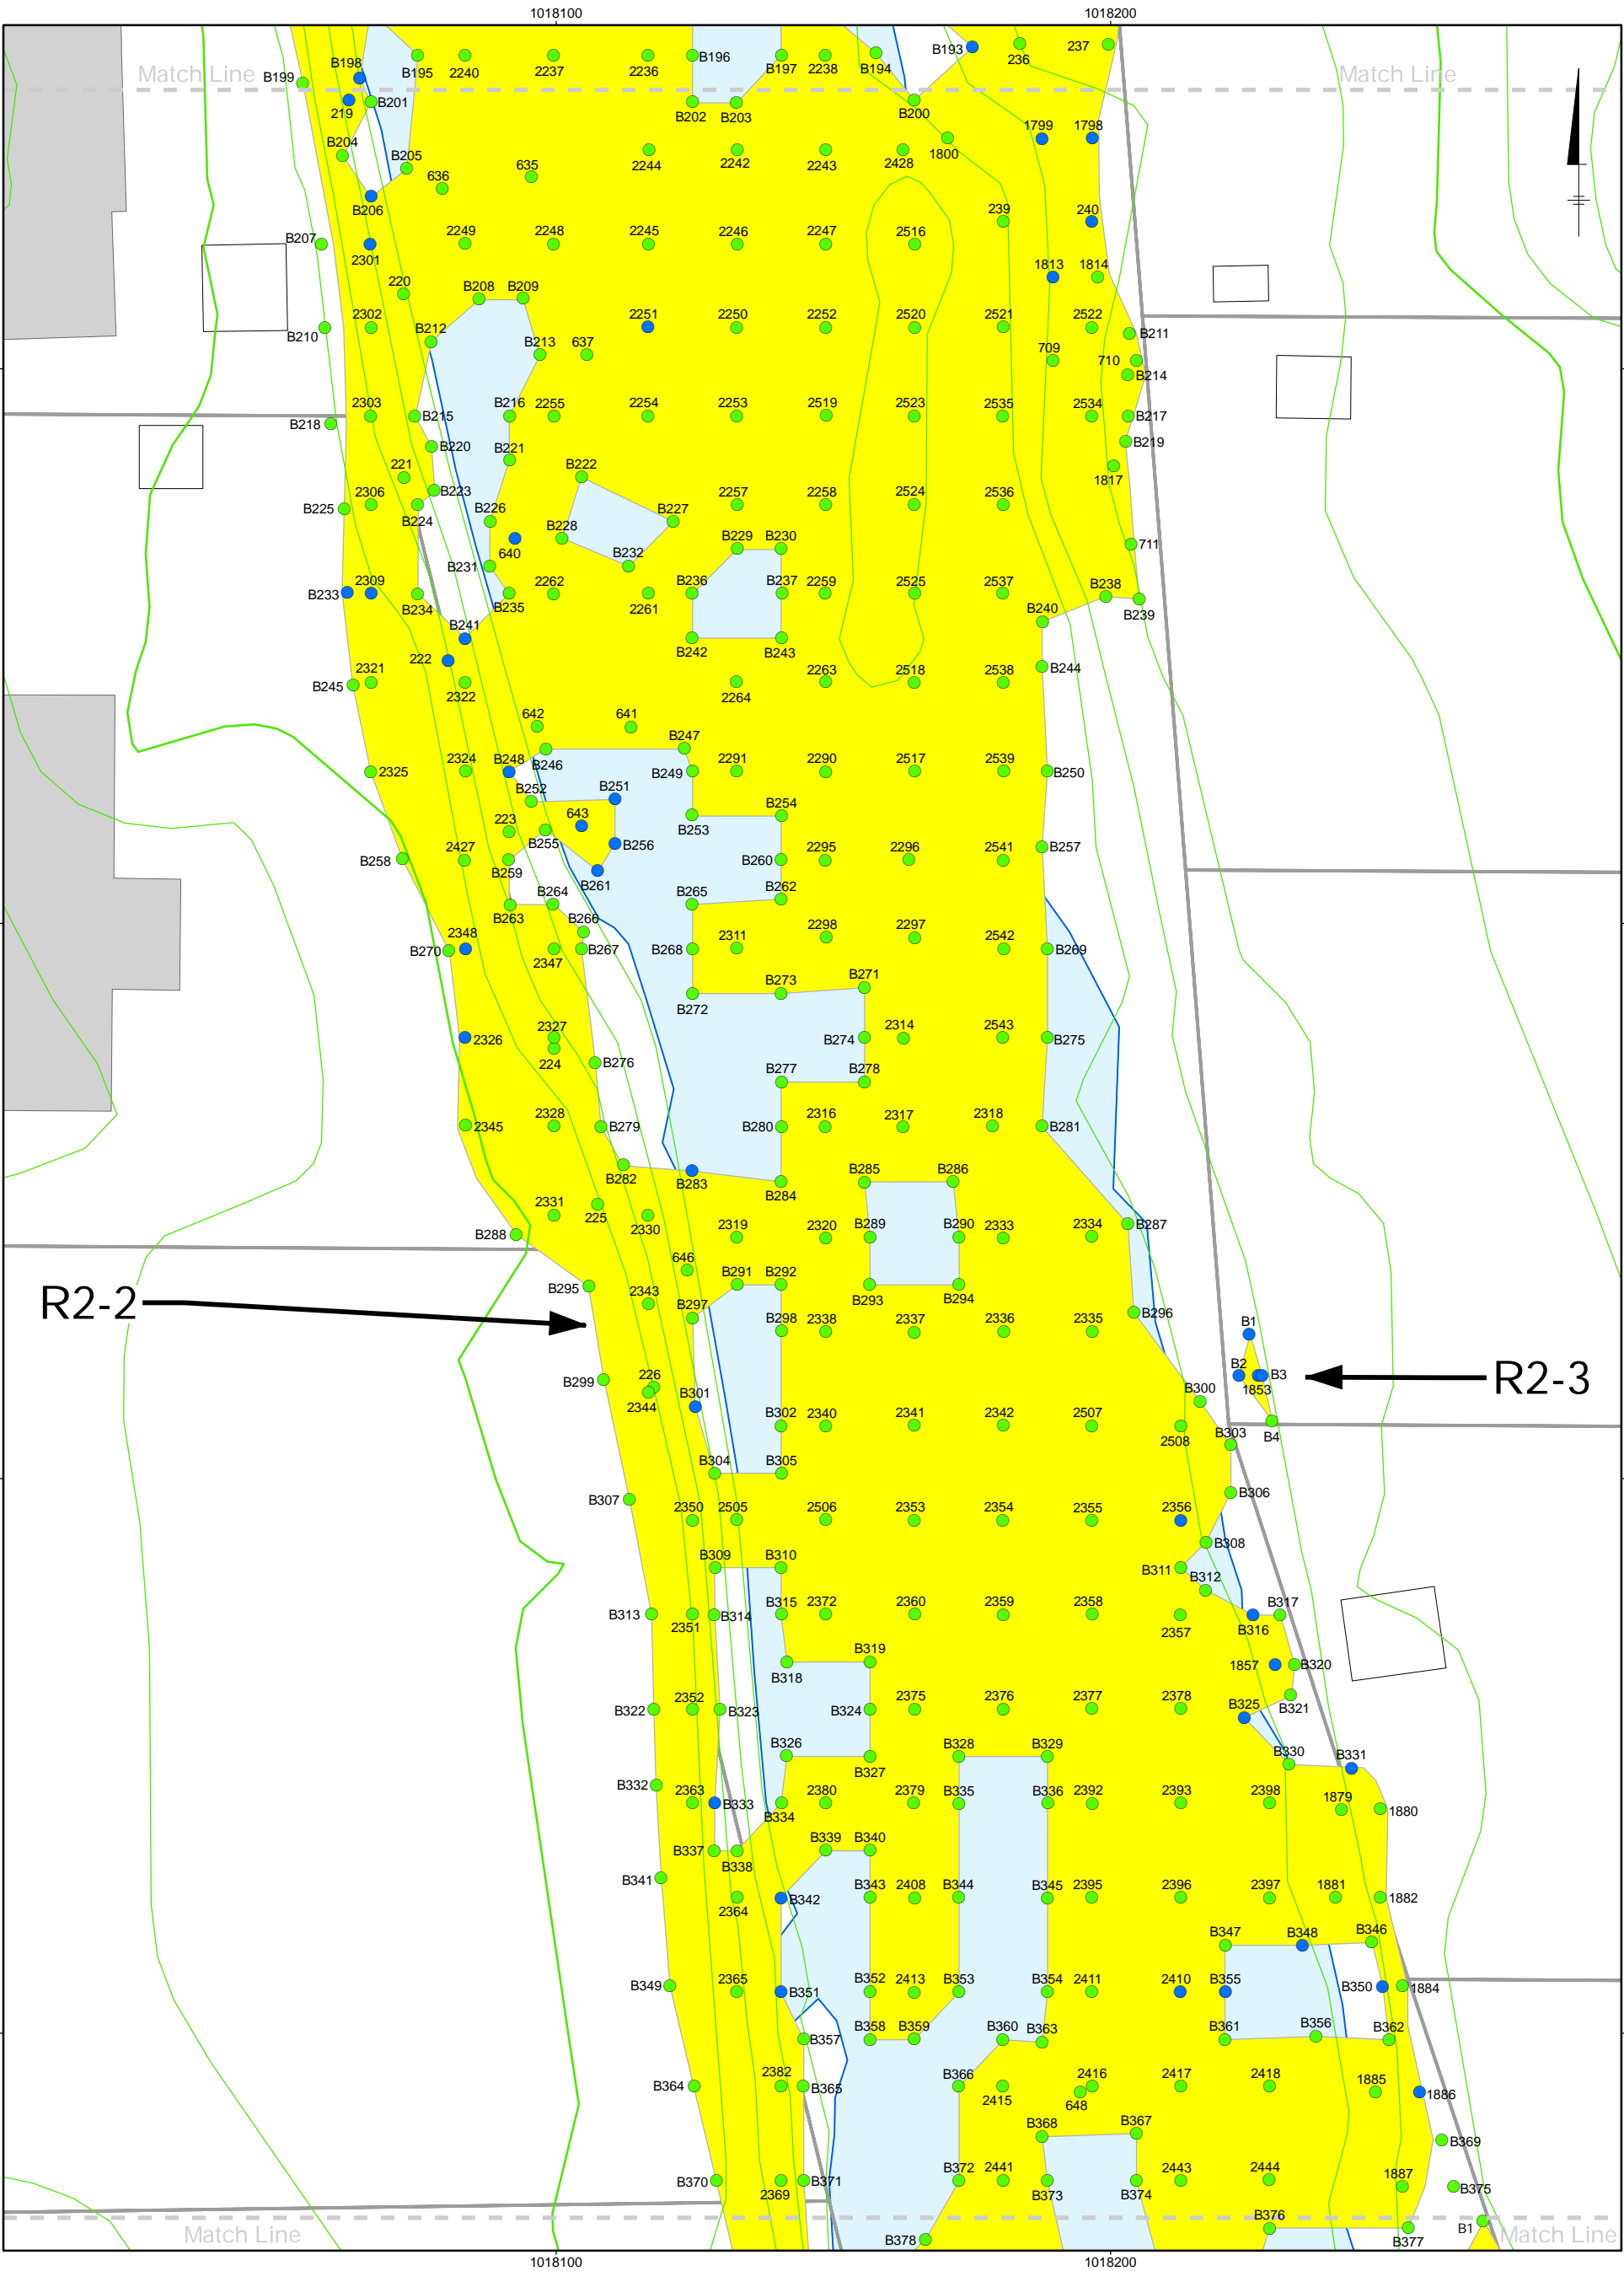 1018100 1018200
B193 236 237
B198 B195 2240 2237 2236 B196 B197 2238 B194
Match Line B199 Match Line
219 B201 B202 B203 B200
1799 1798
B204 B205 635 2244 2242 2243 2428 1800
636
B206 239 240
B207 2249 2248 2245 2246 2247 2516
2301
220 B208 B209 1813 1814
B210 2302 B212 2251 2250 2252 2520 2521 2522 B211
B213 637 709 710
B214
2303 B215 B216 2255 2254 2253 2519 2523 2535 2534 B217
B218
B220 B221 B219
221 B222 1817
B223
B225 2306 B224 B226 B227 2257 2258 2524 2536
B228
640 B229 B230 711
B231 B232
B233 2309 B234 B235 2262 2261 B236 B237 2259 2525 2537 B238 B239
B240
B241 B242 B243
222 B244
B245 2321 2322 2264 2263 2518 2538
642 641
B246 B247
2325 2324 B248 B249 2291 2290 2517 2539 B250
B252 B251
B253 B254
223 B255 643
B256 B257
B258 2427 B259 B260 2295 2296 2541
B261
B263 B264 B265 B262
B266
B270 2348 2347 B267 B268 2311 2298 2297 2542 B269
B272 B273 B271
2326 2327 B274 2314 2543 B275
224 B276
B277 B278
2345 2328 B279 B280 2316 2317 2318 B281
B282 B283 B284 B285 B286
2331 225 2330
B288 2319 2320 B289 B290 2333 2334 B287
646
B295 B291 B292 B293 B294
R2-2 2343
B297 B298 2338 2337 2336 2335 B296
B1
B299 B2 B3 R2-3
226 1853
2344 B301 B300
B302 2340 2341 2342 2507 2508 B4
B303
B304 B305
B307 B306
2350 2505 2506 2353 2354 2355 2356
B308
B309 B310 B311
B312
B313 2351 B314 B315 2372 2360 2359 2358 2357 B316 B317
B318 B319 1857 B320
B321
B322 2352 B323 B324 2375 2376 2377 2378 B325
B326 B327 B328 B329 B330 B331
B332
2363 B333 B334 2380 2379 B335 B336 2392 2393 2398 1879 1880
B337 B338 B339 B340
B341
2364 B342 B343 2408 B344 B345 2395 2396 2397 1881 1882
B347 B348 B346
B349 2365 B351 B352 2413 B353 B354 2411 2410 B355 B350 1884
B357 B358 B359 B360 B363 B361 B356 B362
B364 2382 B365 B366 2415 2416 2417 2418 1885 1886
648
B368 B367 B369
B370 2369 B371 B372 2441 B373 B374 2443 2444 1887 B375
Match Line B378 B376 B377 B1 Match Line
1018100 1018200